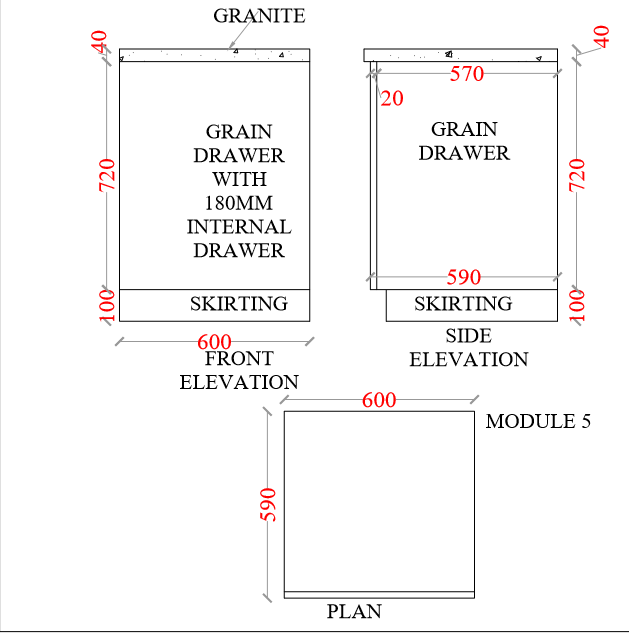 GRANITE
40
40
570
20
GRAIN
DRAWER
WITH
180MM
INTERNAL
DRAWER
GRAIN
DRAWER
720
720
590
100
SKIRTING
SKIRTING
100
600
FRONT
ELEVATION
SIDE
ELEVATION
600
MODULE 5
590
PLAN